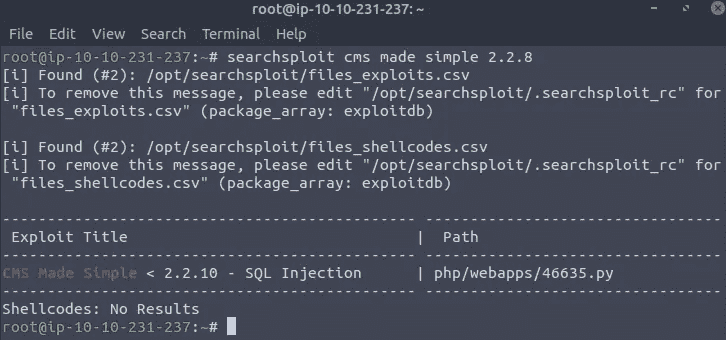 root@ip-10-10-231-237: ~
File Edit View Search Terminal Help
root@ip-10-10-231-237:~# searchsploit cms made simple 2.2.8
[i] Found (#2): /opt/searchsploit/files_exploits.csv
[i] To remove this message, please edit "/opt/searchsploit/.searchsploit_rc" for
"files_exploits.csv" (package_array: exploitdb)
[i] Found (#2): /opt/searchsploit/files_shellcodes.csv
[i] To remove this message, please edit "/opt/searchsploit/.searchsploit_rc" for
"files_shellcodes.csv" (package_array: exploitdb)
---------------------------------------------- ---------------------------------
Exploit Title | Path
---------------------------------------------- ---------------------------------
CMS Made Simple < 2.2.10 - SQL Injection | php/webapps/46635.py
---------------------------------------------- ---------------------------------
Shellcodes: No Results
root@ip-10-10-231-237:~#